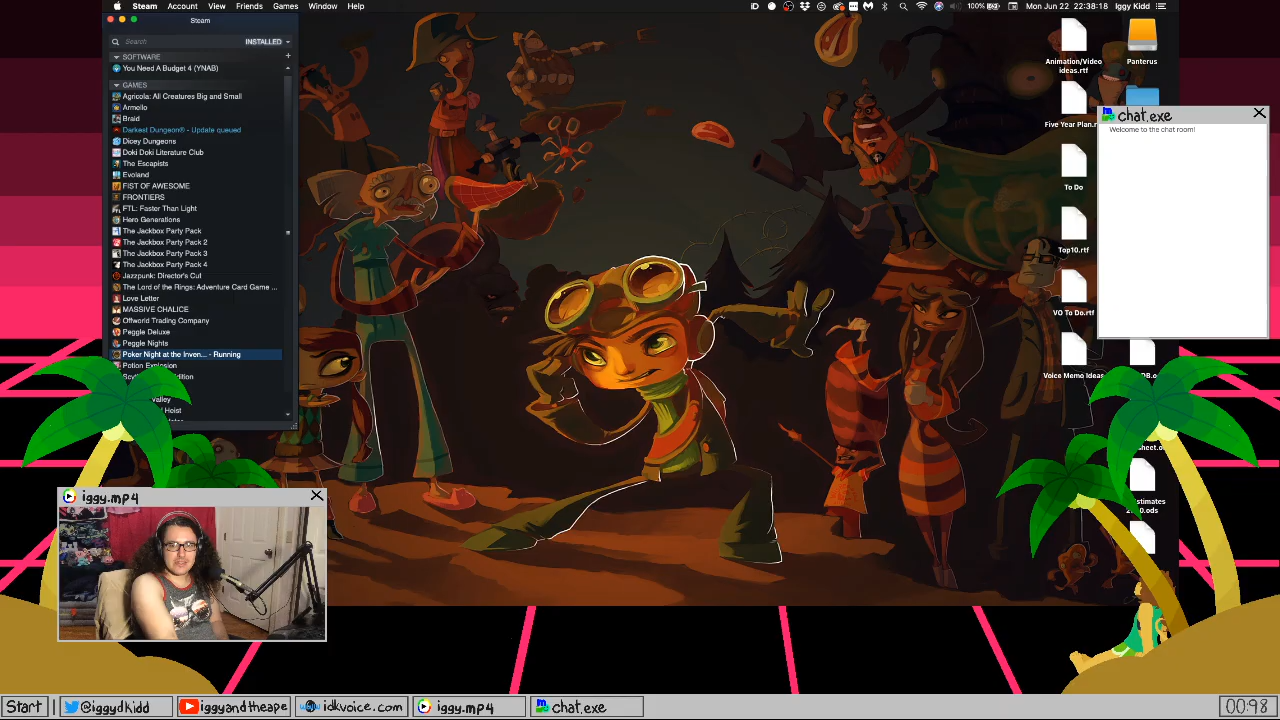 Steam Account View Friends Games Window Help
100% Mon Jun 22 22:38:18 Iggy Kidd
Steam
Search INSTALLED
SOFTWARE +
You Need A Budget 4 (YNAB)
GAMES
Agricola: All Creatures Big and Small
Armello
Braid
Darkest Dungeon® - Update queued
Dicey Dungeons
Doki Doki Literature Club
The Escapists
Evoland
FIST OF AWESOME
FRONTIERS
FTL: Faster Than Light
Hero Generations
The Jackbox Party Pack
The Jackbox Party Pack 2
The Jackbox Party Pack 3
The Jackbox Party Pack 4
Jazzpunk: Director's Cut
The Lord of the Rings: Adventure Card Game ...
Love Letter
MASSIVE CHALICE
Offworld Trading Company
Peggle Deluxe
Peggle Nights
Poker Night at the Inven... - Running
Potion Explosion
Valley
Heist
Animation/Video
ideas.rtf
Panterus
Five Year Plan.r
To Do
Top10.rtf
VO To Do.rtf
Voice Memo Ideas
chat.exe
Welcome to the chat room!
iggy.mp4
Start | @iggydkidd iggyandtheape idkvoice.com iggy.mp4 chat.exe 00:98